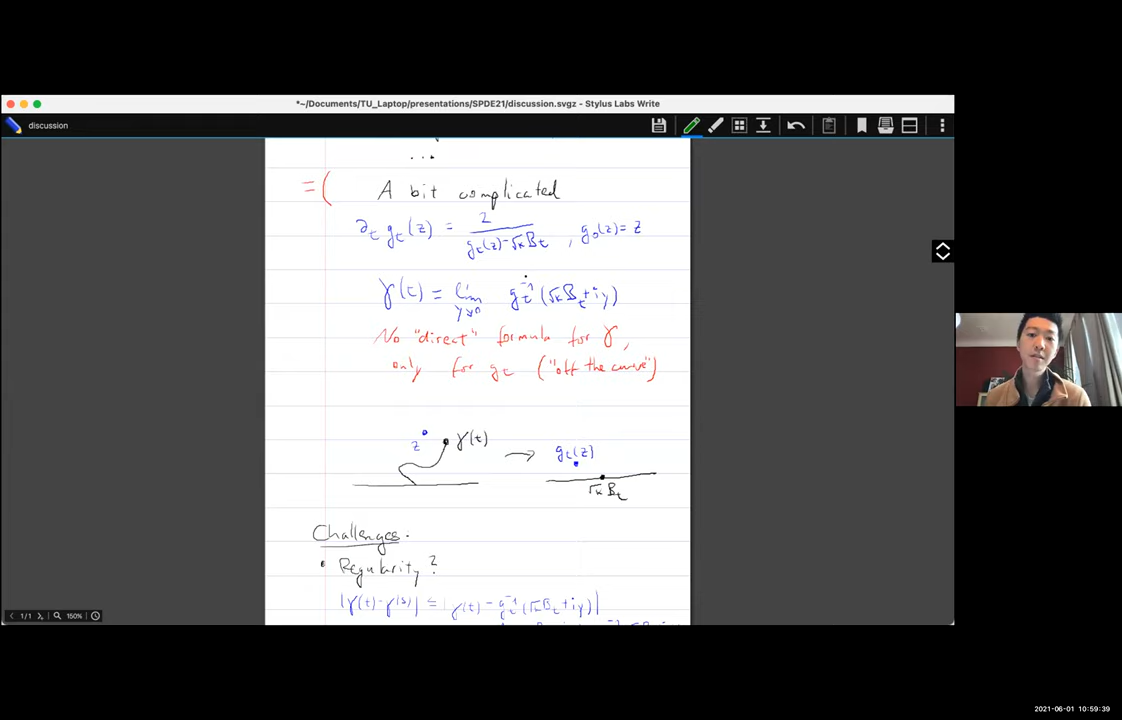 *~/Documents/TU_Laptop/presentations/SPDE21/discussion.svgz - Stylus Labs Write
discussion
...
=( A bit complicated
∂_t g_t(z) = 2 / (g_t(z) - √κ B_t), g_0(z) = z
γ(t) = lim_{y↘0} g_t^{-1}(√κ B_t + iy)
No "direct" formula for γ,
only for g_t ("off the curve")
z γ(t) → g_t(z)
√κ B_t
Challenges.
• Regularity?
|γ(t) - γ(s)| ≤ |γ(t) - g_t^{-1}(√κ B_t + iy)|
1/1 150%
2021-06-01 10:59:39